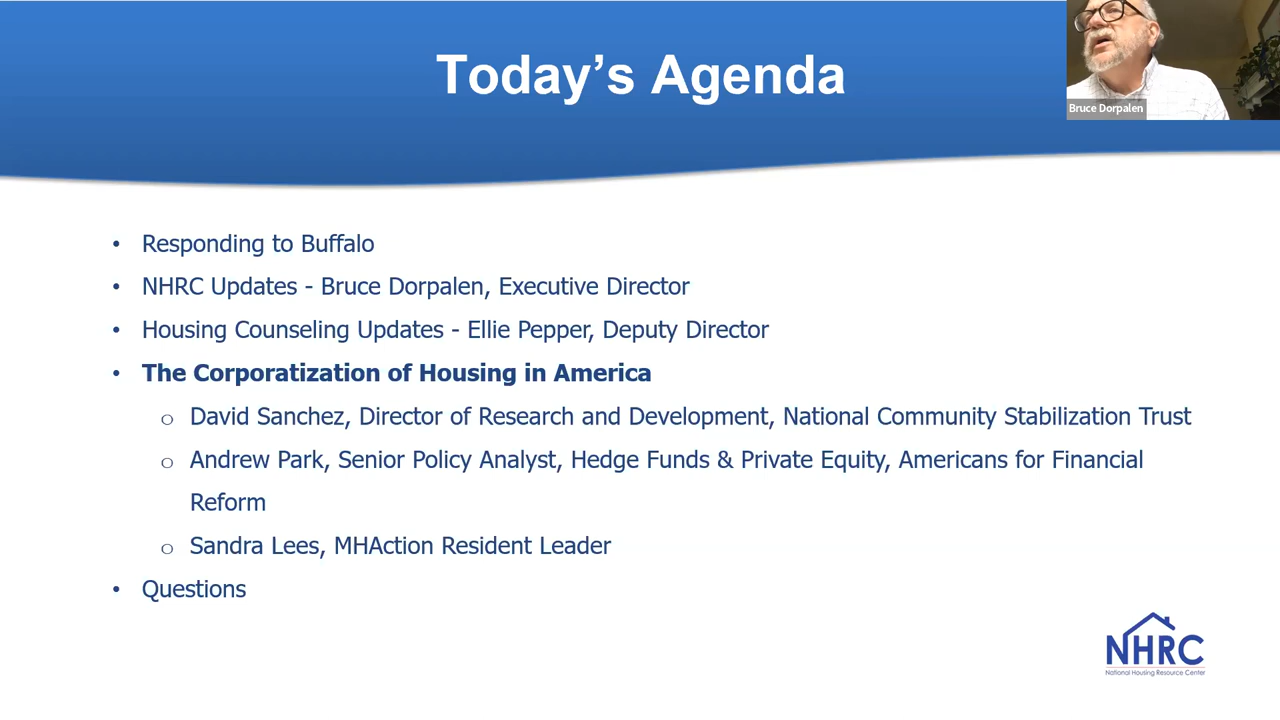 Today's Agenda
Bruce Dorpalen
• Responding to Buffalo
• NHRC Updates - Bruce Dorpalen, Executive Director
• Housing Counseling Updates - Ellie Pepper, Deputy Director
• The Corporatization of Housing in America
o David Sanchez, Director of Research and Development, National Community Stabilization Trust
o Andrew Park, Senior Policy Analyst, Hedge Funds & Private Equity, Americans for Financial
Reform
o Sandra Lees, MHAction Resident Leader
• Questions
NHRC
National Housing Resource Center